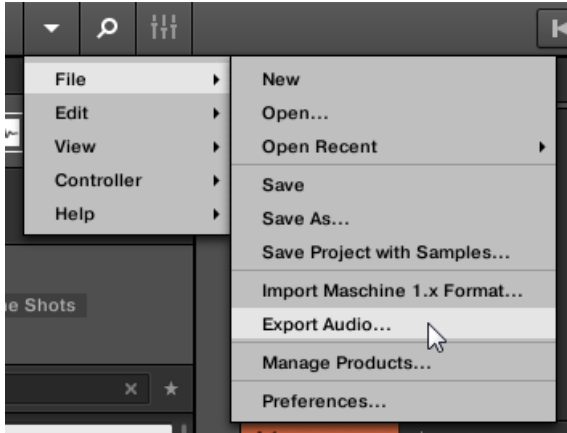 File
Edit
View
Controller
Help
New
Open...
Open Recent
Save
Save As...
Save Project with Samples...
Import Maschine 1.x Format...
Export Audio...
Manage Products...
Preferences...
Shots